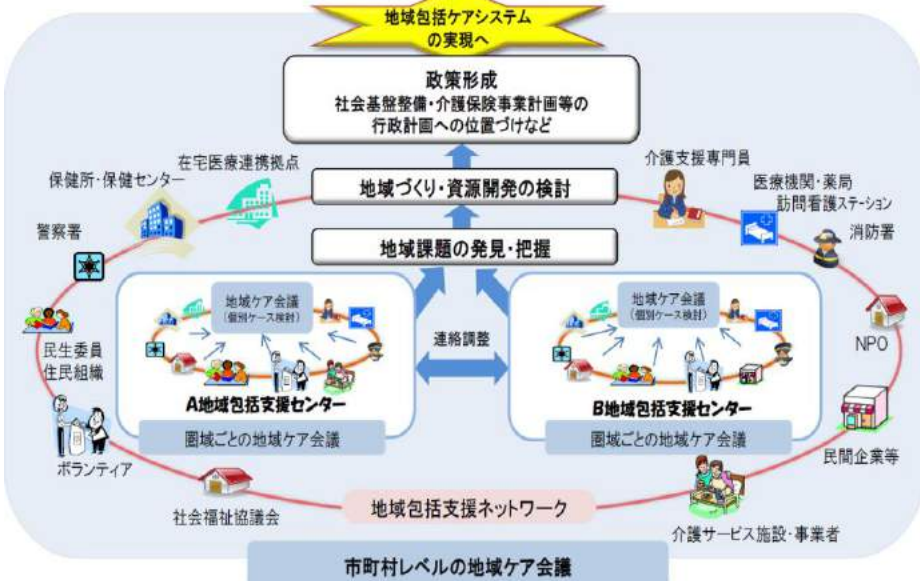 地域包括ケアシステム
の実現へ
政策形成
社会基盤整備・介護保険事業計画等の
行政計画への位置づけなど
在宅医療連携拠点
保健所・保健センター
介護支援専門員
医療機関・薬局
訪問看護ステーション
地域づくり・資源開発の検討
警察署
消防署
地域課題の発見・把握
地域ケア会議
(個別ケース検討)
地域ケア会議
(個別ケース検討)
連絡調整
民生委員
住民組織
NPO
A地域包括支援センター
B地域包括支援センター
圏域ごとの地域ケア会議
圏域ごとの地域ケア会議
ボランティア
民間企業等
社会福祉協議会
地域包括支援ネットワーク
介護サービス施設・事業者
市町村レベルの地域ケア会議